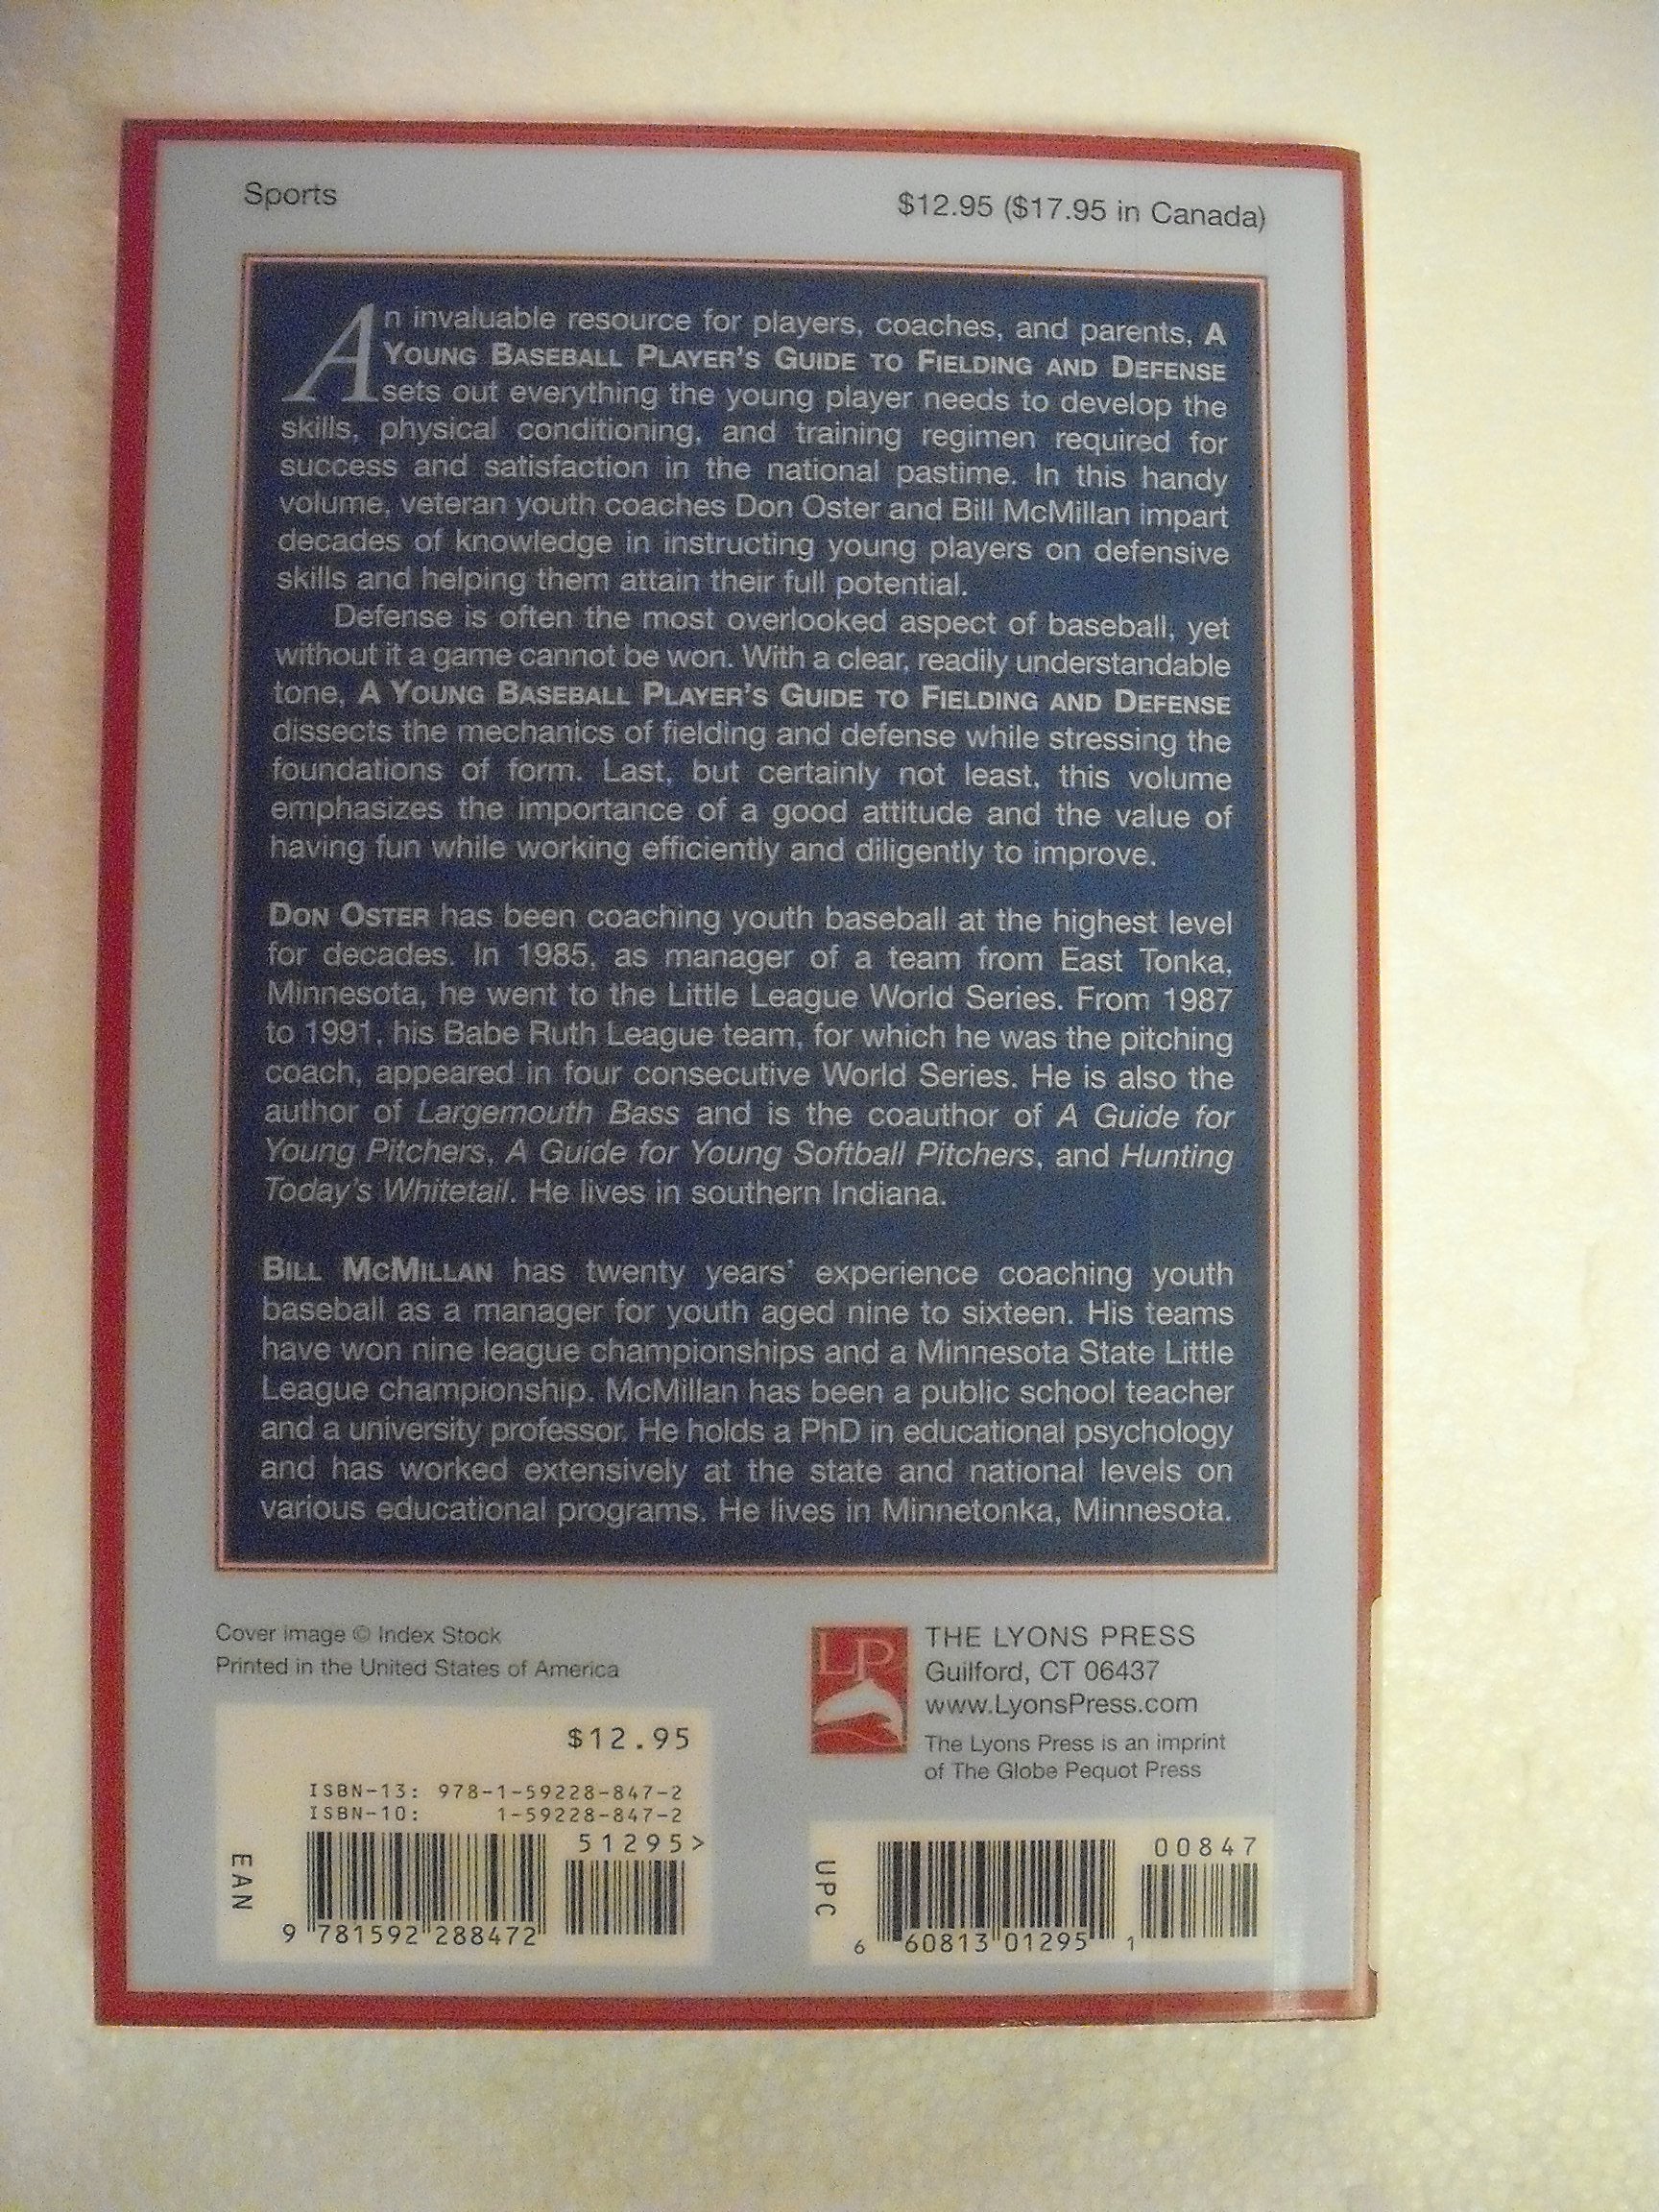 Sports
$12.95 ($17.95 in Canada)
An invaluable resource for players, coaches, and parents, A
YOUNG BASEBALL PLAYER'S GUIDE TO FIELDING AND DEFENSE
sets out everything the young player needs to develop the
skills, physical conditioning, and training regimen required for
success and satisfaction in the national pastime. In this handy
volume, veteran youth coaches Don Oster and Bill McMillan impart
decades of knowledge in instructing young players on defensive
skills and helping them attain their full potential.
Defense is often the most overlooked aspect of baseball, yet
without it a game cannot be won. With a clear, readily understandable
tone, A YOUNG BASEBALL PLAYER'S GUIDE TO FIELDING AND DEFENSE
dissects the mechanics of fielding and defense while stressing the
foundations of form. Last, but certainly not least, this volume
emphasizes the importance of a good attitude and the value of
having fun while working efficiently and diligently to improve.
DON OSTER has been coaching youth baseball at the highest level
for decades. In 1985, as manager of a team from East Tonka,
Minnesota, he went to the Little League World Series. From 1987
to 1991, his Babe Ruth League team, for which he was the pitching
coach, appeared in four consecutive World Series. He is also the
author of Largemouth Bass and is the coauthor of A Guide for
Young Pitchers, A Guide for Young Softball Pitchers, and Hunting
Today's Whitetail. He lives in southern Indiana.
BILL MCMILLAN has twenty years' experience coaching youth
baseball as a manager for youth aged nine to sixteen. His teams
have won nine league championships and a Minnesota State Little
League championship. McMillan has been a public school teacher
and a university professor. He holds a PhD in educational psychology
and has worked extensively at the state and national levels on
various educational programs. He lives in Minnetonka, Minnesota.
Cover image © Index Stock
Printed in the United States of America
LP
THE LYONS PRESS
Guilford, CT 06437
www.LyonsPress.com
The Lyons Press is an imprint
of The Globe Pequot Press
$12.95
ISBN-13: 978-1-59228-847-2
ISBN-10: 1-59228-847-2
51295>
EAN
9 781592 288472
UPC
00847
6 60813 01295 1